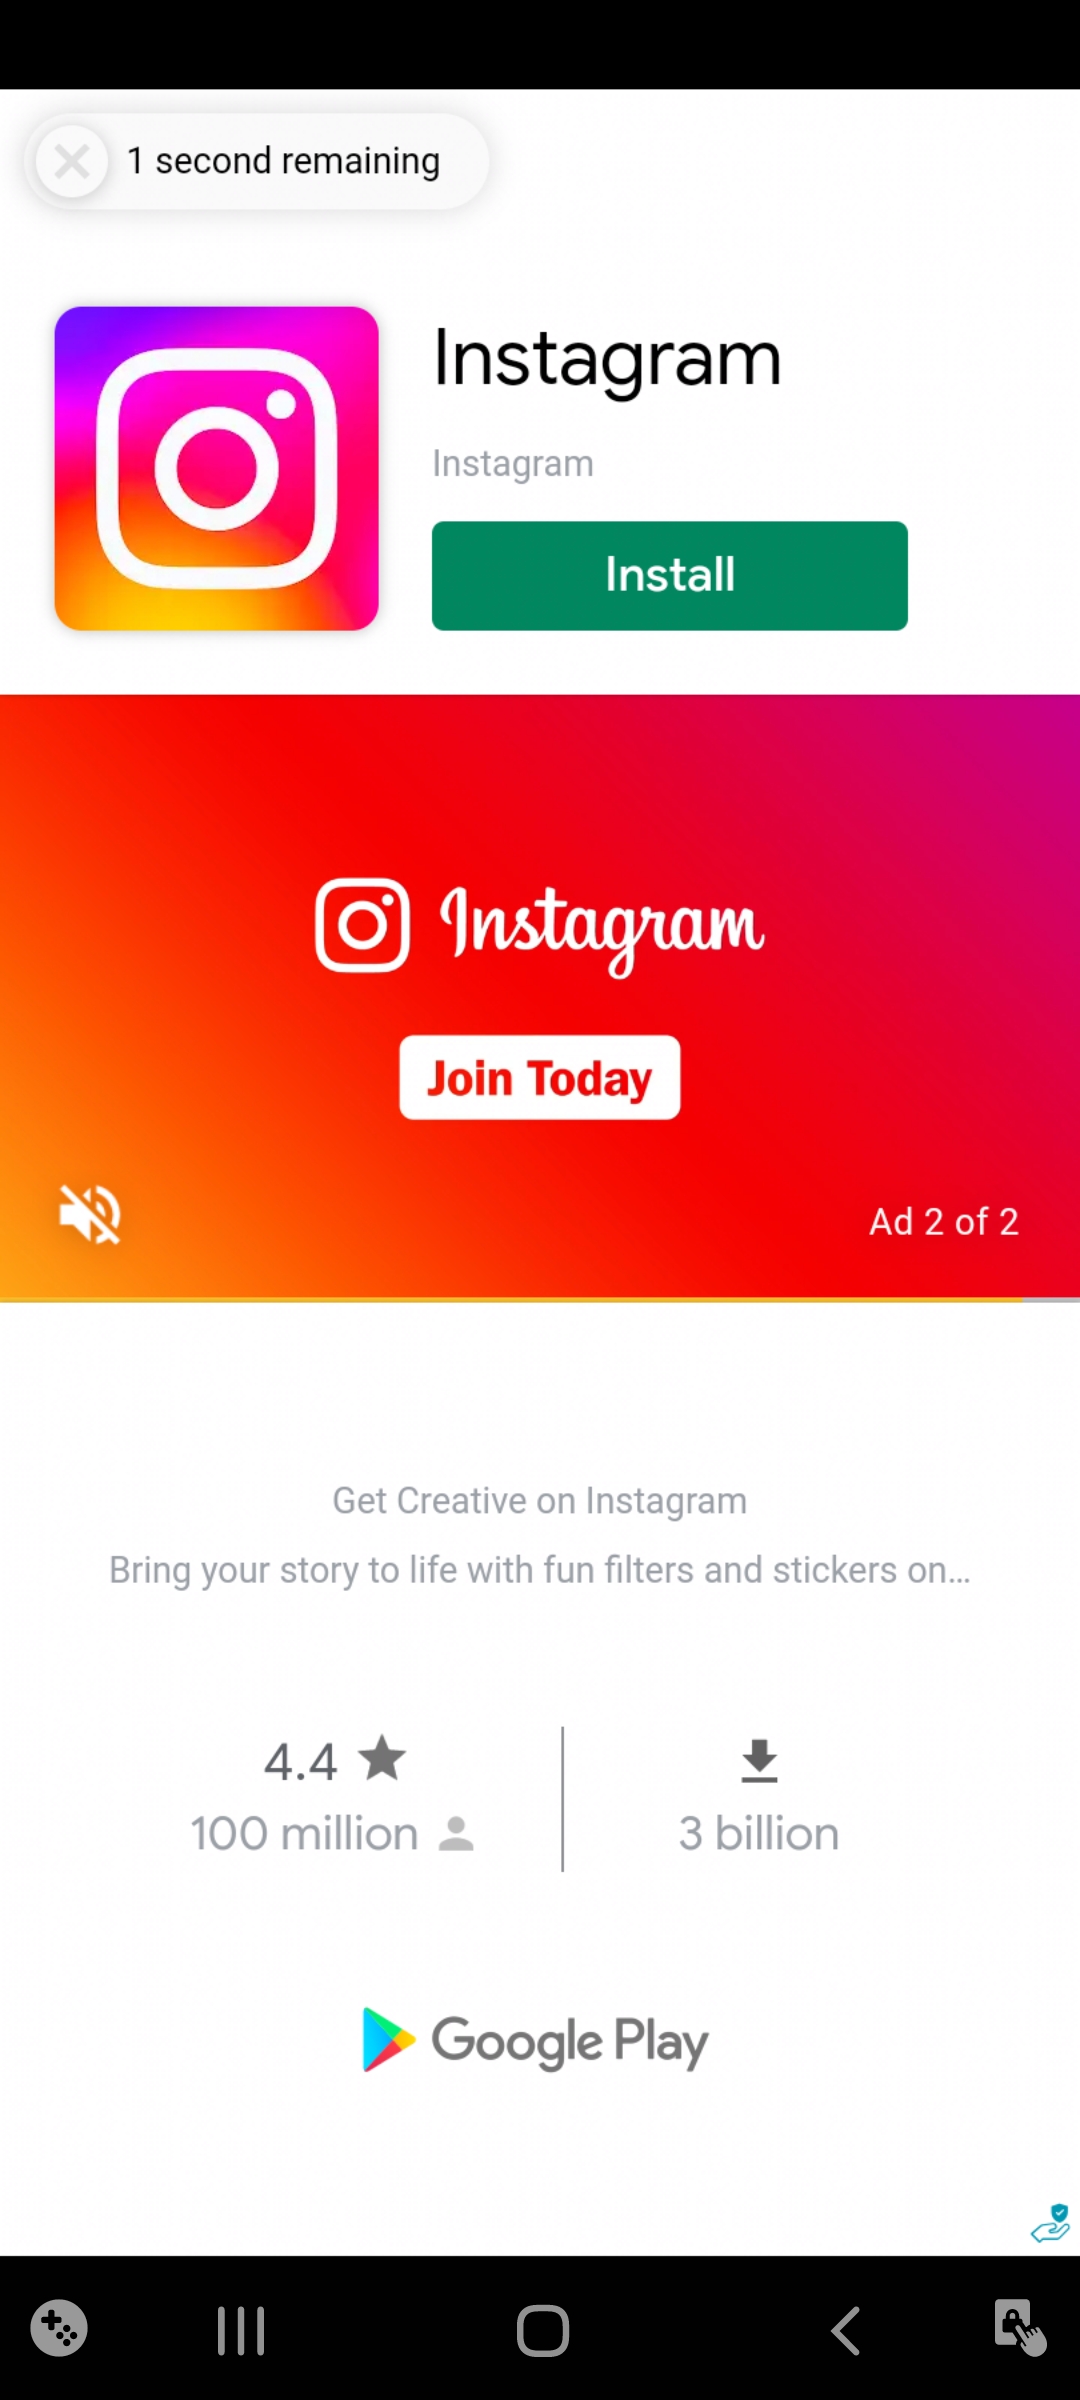 1 second remaining
Instagram
Instagram
Install
Instagram
Join Today
Ad 2 of 2
Get Creative on Instagram
Bring your story to life with fun filters and stickers on…
4.4
100 million
3 billion
Google Play